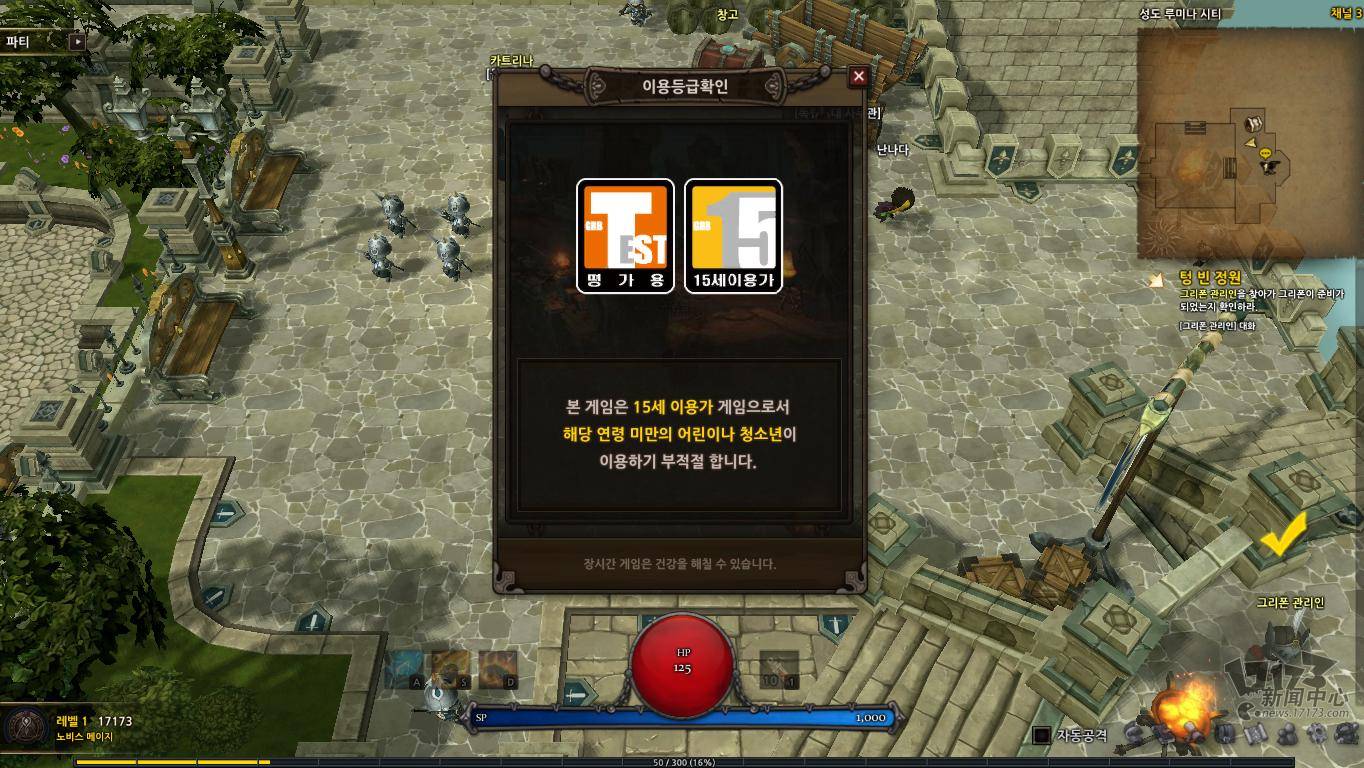 창고
성도 루미나 시티
채널 3
파티
카트리나
이용등급확인
관]
난나다
GRB
TEST
평가용
GRB
15
15세이용가
텅 빈 정원
그리폰 관리인을 찾아가 그리폰이 준비가
되었는지 확인하라.
[그리폰 관리인] 대화
본 게임은 15세 이용가 게임으로서
해당 연령 미만의 어린이나 청소년이
이용하기 부적절 합니다.
장시간 게임은 건강을 해칠 수 있습니다.
그리폰 관리인
HP
125
A
S
D
10
1
SP
1,000
레벨 1 17173
노비스 메이지
자동공격
17173
新闻中心
news.17173.com
50 / 300 (16%)